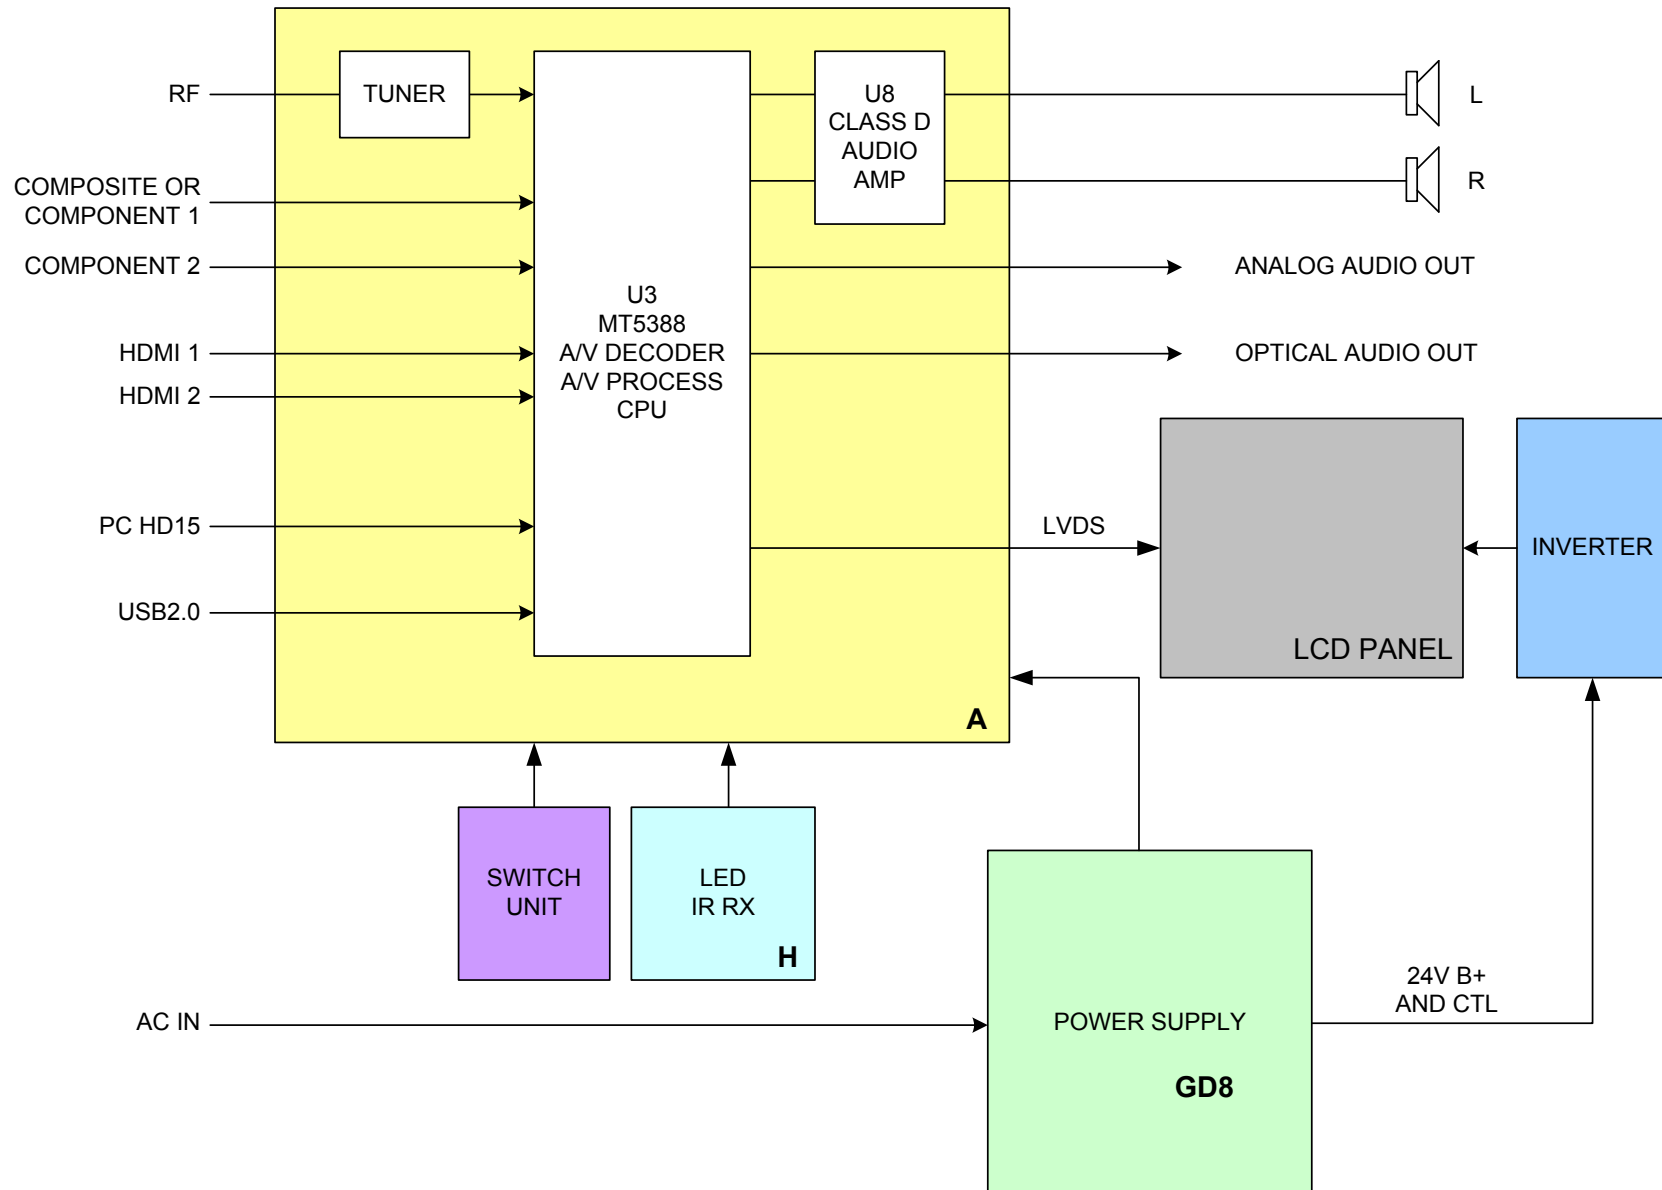 RF
TUNER
U8
CLASS D
AUDIO
AMP
L
R
COMPOSITE OR
COMPONENT 1
COMPONENT 2
ANALOG AUDIO OUT
U3
MT5388
A/V DECODER
A/V PROCESS
CPU
HDMI 1
OPTICAL AUDIO OUT
HDMI 2
PC HD15
LVDS
INVERTER
USB2.0
LCD PANEL
A
SWITCH
UNIT
LED
IR RX
H
24V B+
AND CTL
AC IN
POWER SUPPLY
GD8